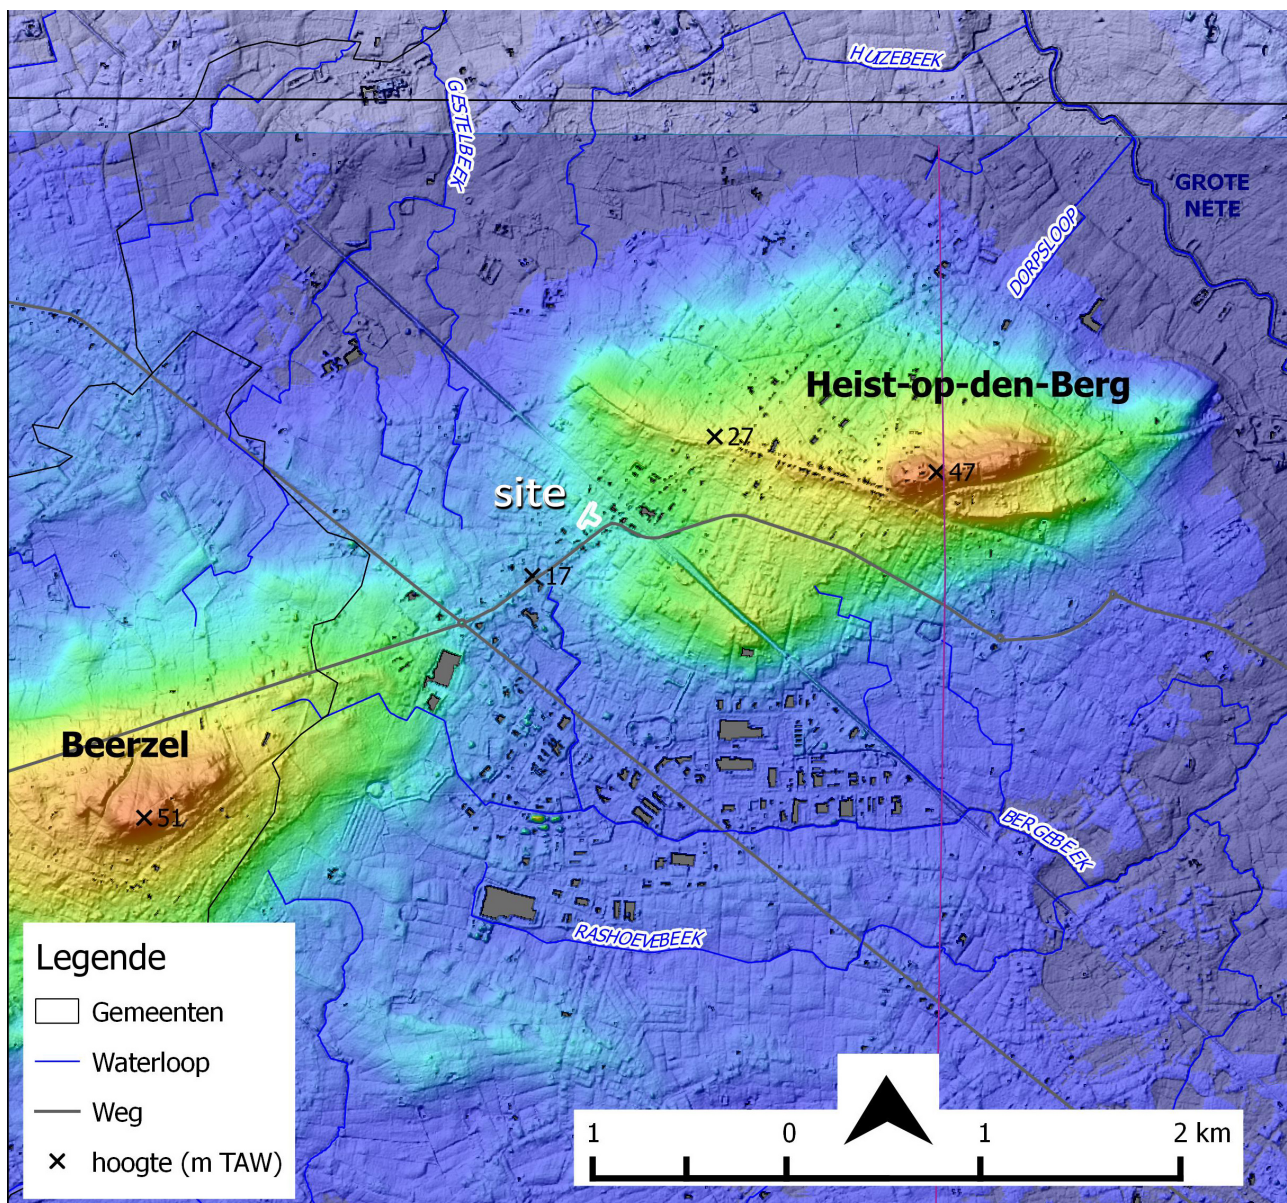 HUIZEBEEK
GESTELBEEK
GROTE
NETE
DORPSLOOP
Heist-op-den-Berg
27
47
site
17
Beerzel
51
BERGEBEEK
RASHOEVEBEEK
Legende
Gemeenten
Waterloop
Weg
hoogte (m TAW)
1 0 1 2 km